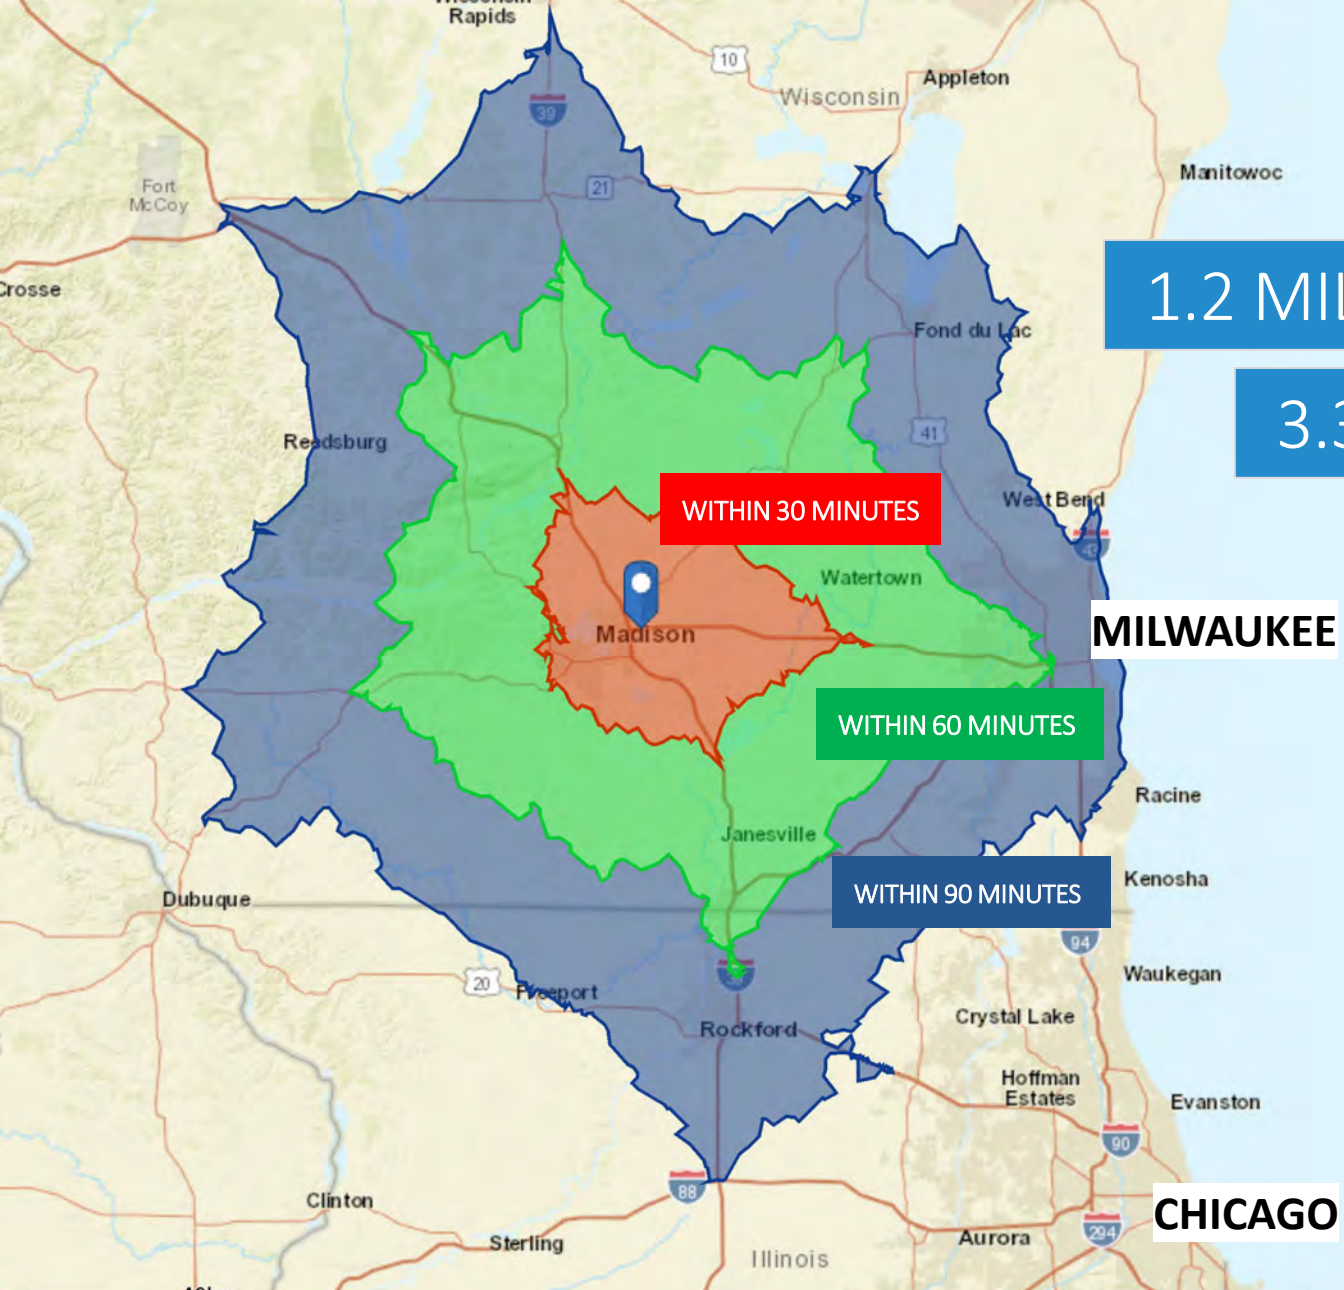 Rapids
10
Appleton
Wisconsin
39
Manitowoc
21
Fort
McCoy
1.2 MIL
Crosse
Fond du Lac
3.3
41
Reedsburg
West Bend
WITHIN 30 MINUTES
43
Watertown
MILWAUKEE
Madison
WITHIN 60 MINUTES
Racine
Janesville
Kenosha
WITHIN 90 MINUTES
Dubuque
94
Waukegan
20
Freeport
Crystal Lake
Rockford
Hoffman
Estates
Evanston
90
88
Clinton
CHICAGO
294
Aurora
Sterling
Illinois